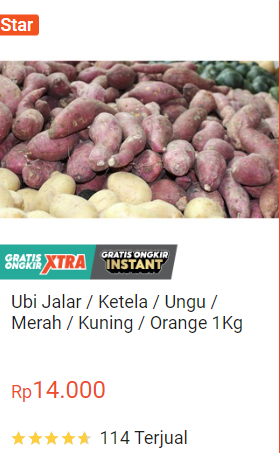 Star
GRATIS ONGKIR XTRA
GRATIS ONGKIR INSTANT
Ubi Jalar / Ketela / Ungu /
Merah / Kuning / Orange 1Kg
Rp14.000
114 Terjual